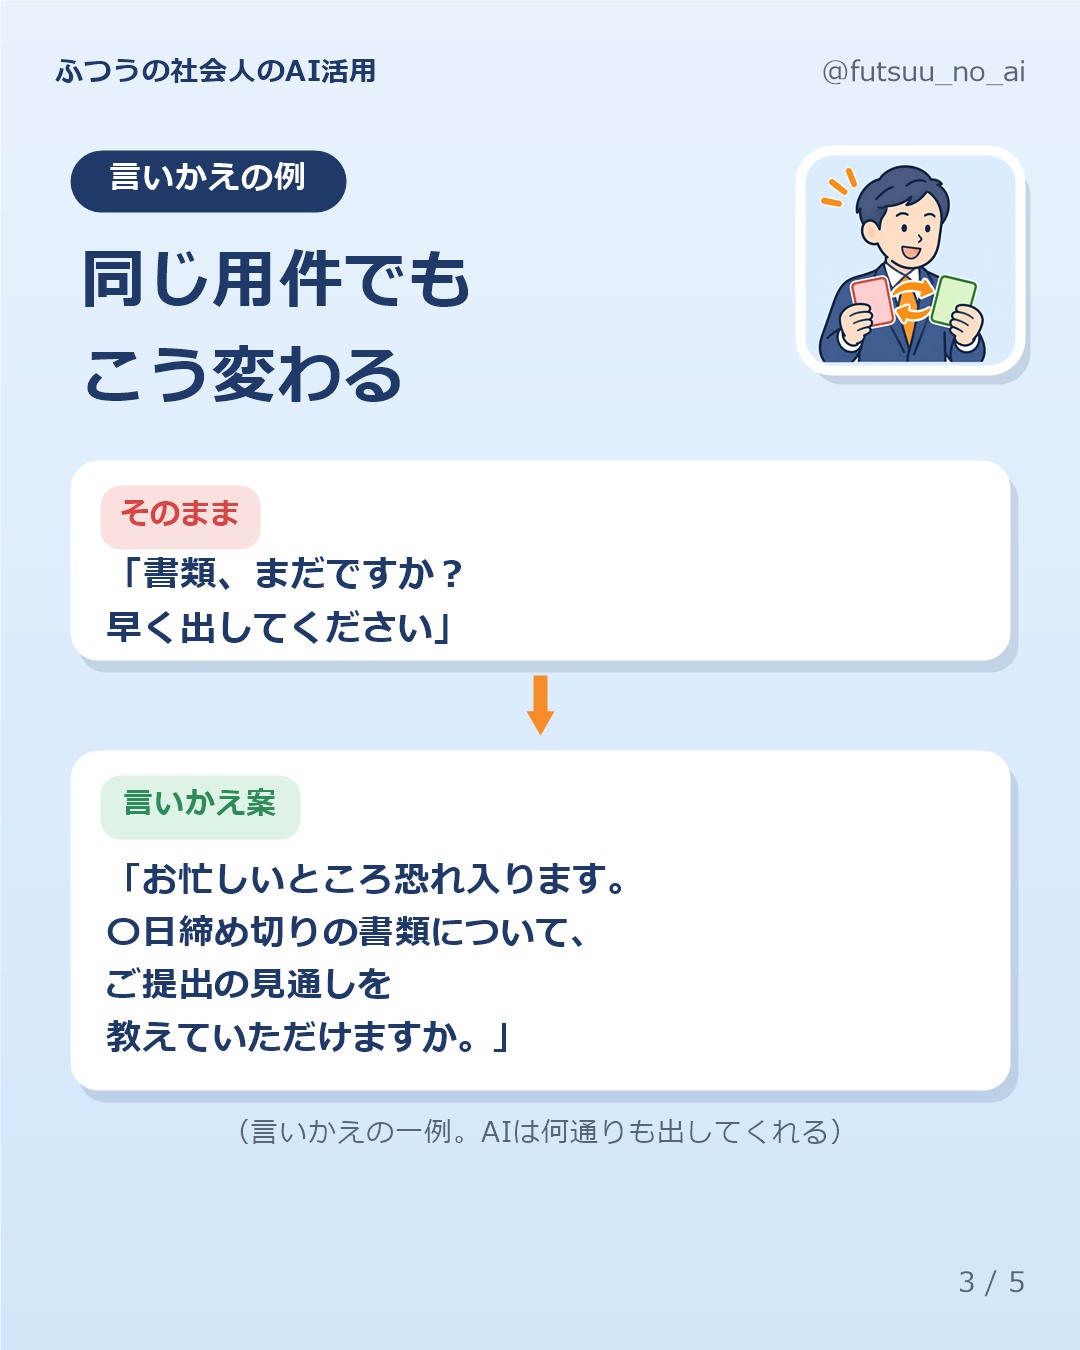 ふつうの社会人のAI活用
@futsuu_no_ai
言いかえの例
同じ用件でも
こう変わる
そのまま
「書類、まだですか？
早く出してください」
言いかえ案
「お忙しいところ恐れ入ります。
〇日締め切りの書類について、
ご提出の見通しを
教えていただけますか。」
（言いかえの一例。AIは何通りも出してくれる）
3 / 5